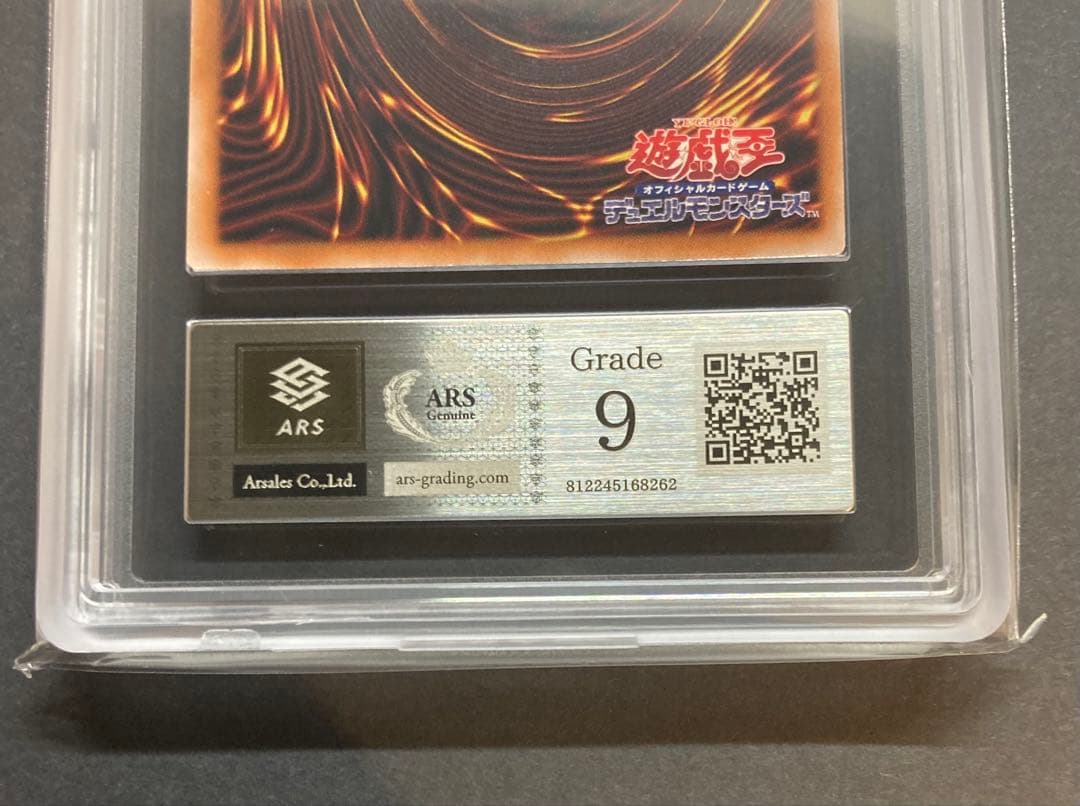 YU-GI-OH!
遊戯王
オフィシャルカードゲーム
デュエルモンスターズ™
ARS
Arsales Co.,Ltd.
ARS
Genuine
ars-grading.com
Grade
9
812245168262